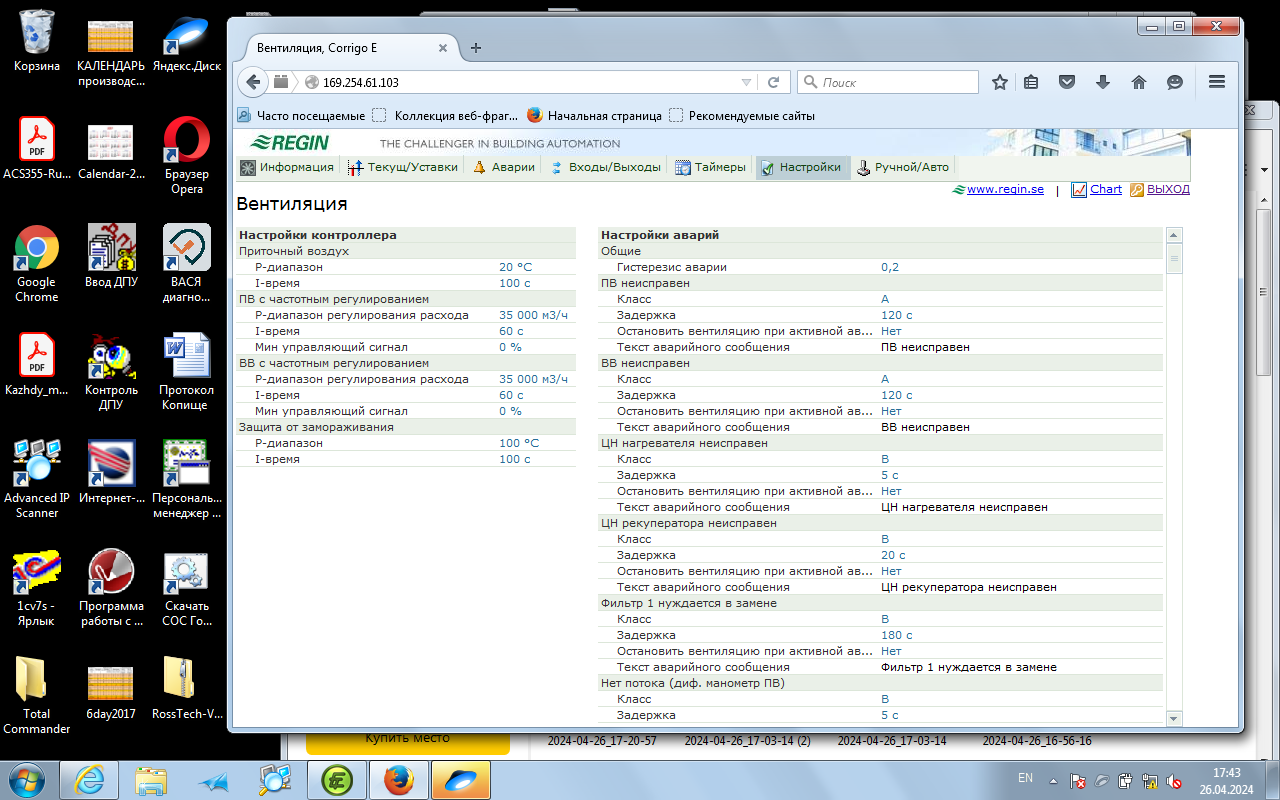 Корзина
КАЛЕНДАРЬ производс...
Яндекс.Диск
ACS355-Ru...
Calendar-2...
Браузер Opera
Google Chrome
Ввод ДПУ
ВАСЯ диагно...
Kazhdy_m...
Контроль ДПУ
Протокол Копище
Advanced IP Scanner
Интернет-...
Персональ... менеджер ...
1cv7s - Ярлык
Программа работы с ...
Скачать СОС Го...
Total Commander
6day2017
RossTech-V...
Вентиляция, Corrigo E
169.254.61.103
Поиск
Часто посещаемые
Коллекция веб-фраг...
Начальная страница
Рекомендуемые сайты
REGIN
THE CHALLENGER IN BUILDING AUTOMATION
Информация
Текущ/Уставки
Аварии
Входы/Выходы
Таймеры
Настройки
Ручной/Авто
www.regin.se | Chart ВЫХОД
Вентиляция
Настройки контроллера
Приточный воздух
P-диапазон 20 °C
I-время 100 с
ПВ с частотным регулированием
P-диапазон регулирования расхода 35 000 м3/ч
I-время 60 с
Мин управляющий сигнал 0 %
ВВ с частотным регулированием
P-диапазон регулирования расхода 35 000 м3/ч
I-время 60 с
Мин управляющий сигнал 0 %
Защита от замораживания
P-диапазон 100 °C
I-время 100 с
Настройки аварий
Общие
Гистерезис аварии 0,2
ПВ неисправен
Класс A
Задержка 120 с
Остановить вентиляцию при активной ав... Нет
Текст аварийного сообщения ПВ неисправен
ВВ неисправен
Класс A
Задержка 120 с
Остановить вентиляцию при активной ав... Нет
Текст аварийного сообщения ВВ неисправен
ЦН нагревателя неисправен
Класс B
Задержка 5 с
Остановить вентиляцию при активной ав... Нет
Текст аварийного сообщения ЦН нагревателя неисправен
ЦН рекуператора неисправен
Класс B
Задержка 20 с
Остановить вентиляцию при активной ав... Нет
Текст аварийного сообщения ЦН рекуператора неисправен
Фильтр 1 нуждается в замене
Класс B
Задержка 180 с
Остановить вентиляцию при активной ав... Нет
Текст аварийного сообщения Фильтр 1 нуждается в замене
Нет потока (диф. манометр ПВ)
Класс B
Задержка 5 с
Купить место
2024-04-26_17-20-57
2024-04-26_17-03-14 (2)
2024-04-26_17-03-14
2024-04-26_16-56-16
EN
17:43
26.04.2024